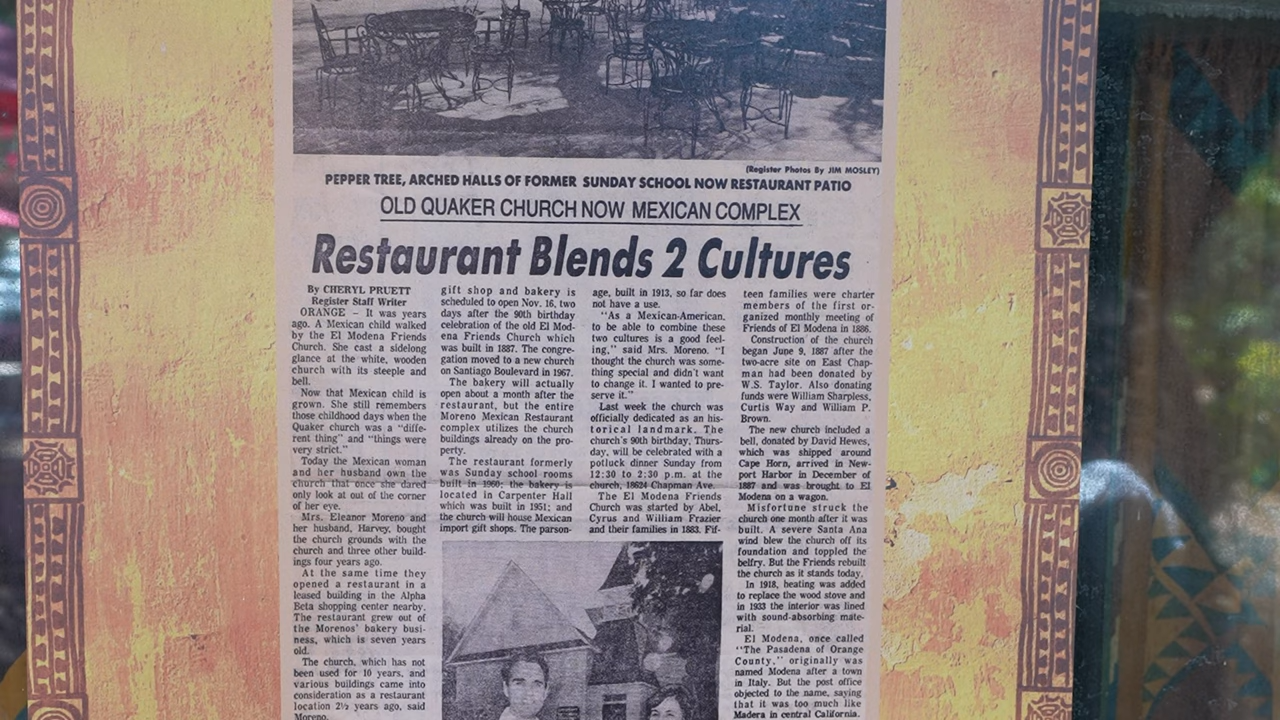 (Register Photos By JIM MOSLEY)
PEPPER TREE, ARCHED HALLS OF FORMER SUNDAY SCHOOL NOW RESTAURANT PATIO
OLD QUAKER CHURCH NOW MEXICAN COMPLEX
Restaurant Blends 2 Cultures
By CHERYL PRUETT
Register Staff Writer
ORANGE – It was years
ago. A Mexican child walked
by the El Modena Friends
Church. She cast a sidelong
glance at the white, wooden
church with its steeple and
bell.
Now that Mexican child is
grown. She still remembers
those childhood days when the
Quaker church was a "diffe-
rent thing" and "things were
very strict."
Today the Mexican woman
and her husband own the
church that once she dared
only look at out of the corner
of her eye.
Mrs. Eleanor Moreno and
her husband, Harvey, bought
the church grounds with the
church and three other build-
ings four years ago.
At the same time they
opened a restaurant in a
leased building in the Alpha
Beta shopping center nearby.
The restaurant grew out of
the Morenos' bakery busi-
ness, which is seven years
old.
The church, which has not
been used for 10 years, and
various buildings came into
consideration as a restaurant
location 2½ years ago, said
Moreno.
gift shop and bakery is
scheduled to open Nov. 16, two
days after the 90th birthday
celebration of the old El Mod-
ena Friends Church which
was built in 1887. The congre-
gation moved to a new church
on Santiago Boulevard in 1967.
The bakery will actually
open about a month after the
restaurant, but the entire
Moreno Mexican Restaurant
complex utilizes the church
buildings already on the pro-
perty.
The restaurant formerly
was Sunday school rooms
built in 1960; the bakery is
located in Carpenter Hall
which was built in 1951; and
the church will house Mexican
import gift shops. The parson-
age, built in 1913, so far does
not have a use.
"As a Mexican-American,
to be able to combine these
two cultures is a good feel-
ing," said Mrs. Moreno. "I
thought the church was some-
thing special and didn't want
to change it. I wanted to pre-
serve it."
Last week the church was
officially dedicated as an his-
torical landmark. The
church's 90th birthday, Thurs-
day, will be celebrated with a
potluck dinner Sunday from
12:30 to 2:30 p.m. at the
church, 18624 Chapman Ave.
The El Modena Friends
Church was started by Abel,
Cyrus and William Frazier
and their families in 1883. Fif-
teen families were charter
members of the first or-
ganized monthly meeting of
Friends of El Modena in 1886.
Construction of the church
began June 9, 1887 after the
two-acre site on East Chap-
man had been donated by
W.S. Taylor. Also donating
funds were William Sharpless,
Curtis Way and William P.
Brown.
The new church included a
bell, donated by David Hewes,
which was shipped around
Cape Horn, arrived in New-
port Harbor in December of
1887 and was brought to El
Modena on a wagon.
Misfortune struck the
church one month after it was
built. A severe Santa Ana
wind blew the church off its
foundation and toppled the
belfry. But the Friends rebuilt
the church as it stands today.
In 1918, heating was added
to replace the wood stove and
in 1933 the interior was lined
with sound-absorbing mate-
rial.
El Modena, once called
"The Pasadena of Orange
County," originally was
named Modena after a town
in Italy. But the post office
objected to the name, saying
that it was too much like
Madera in central California.